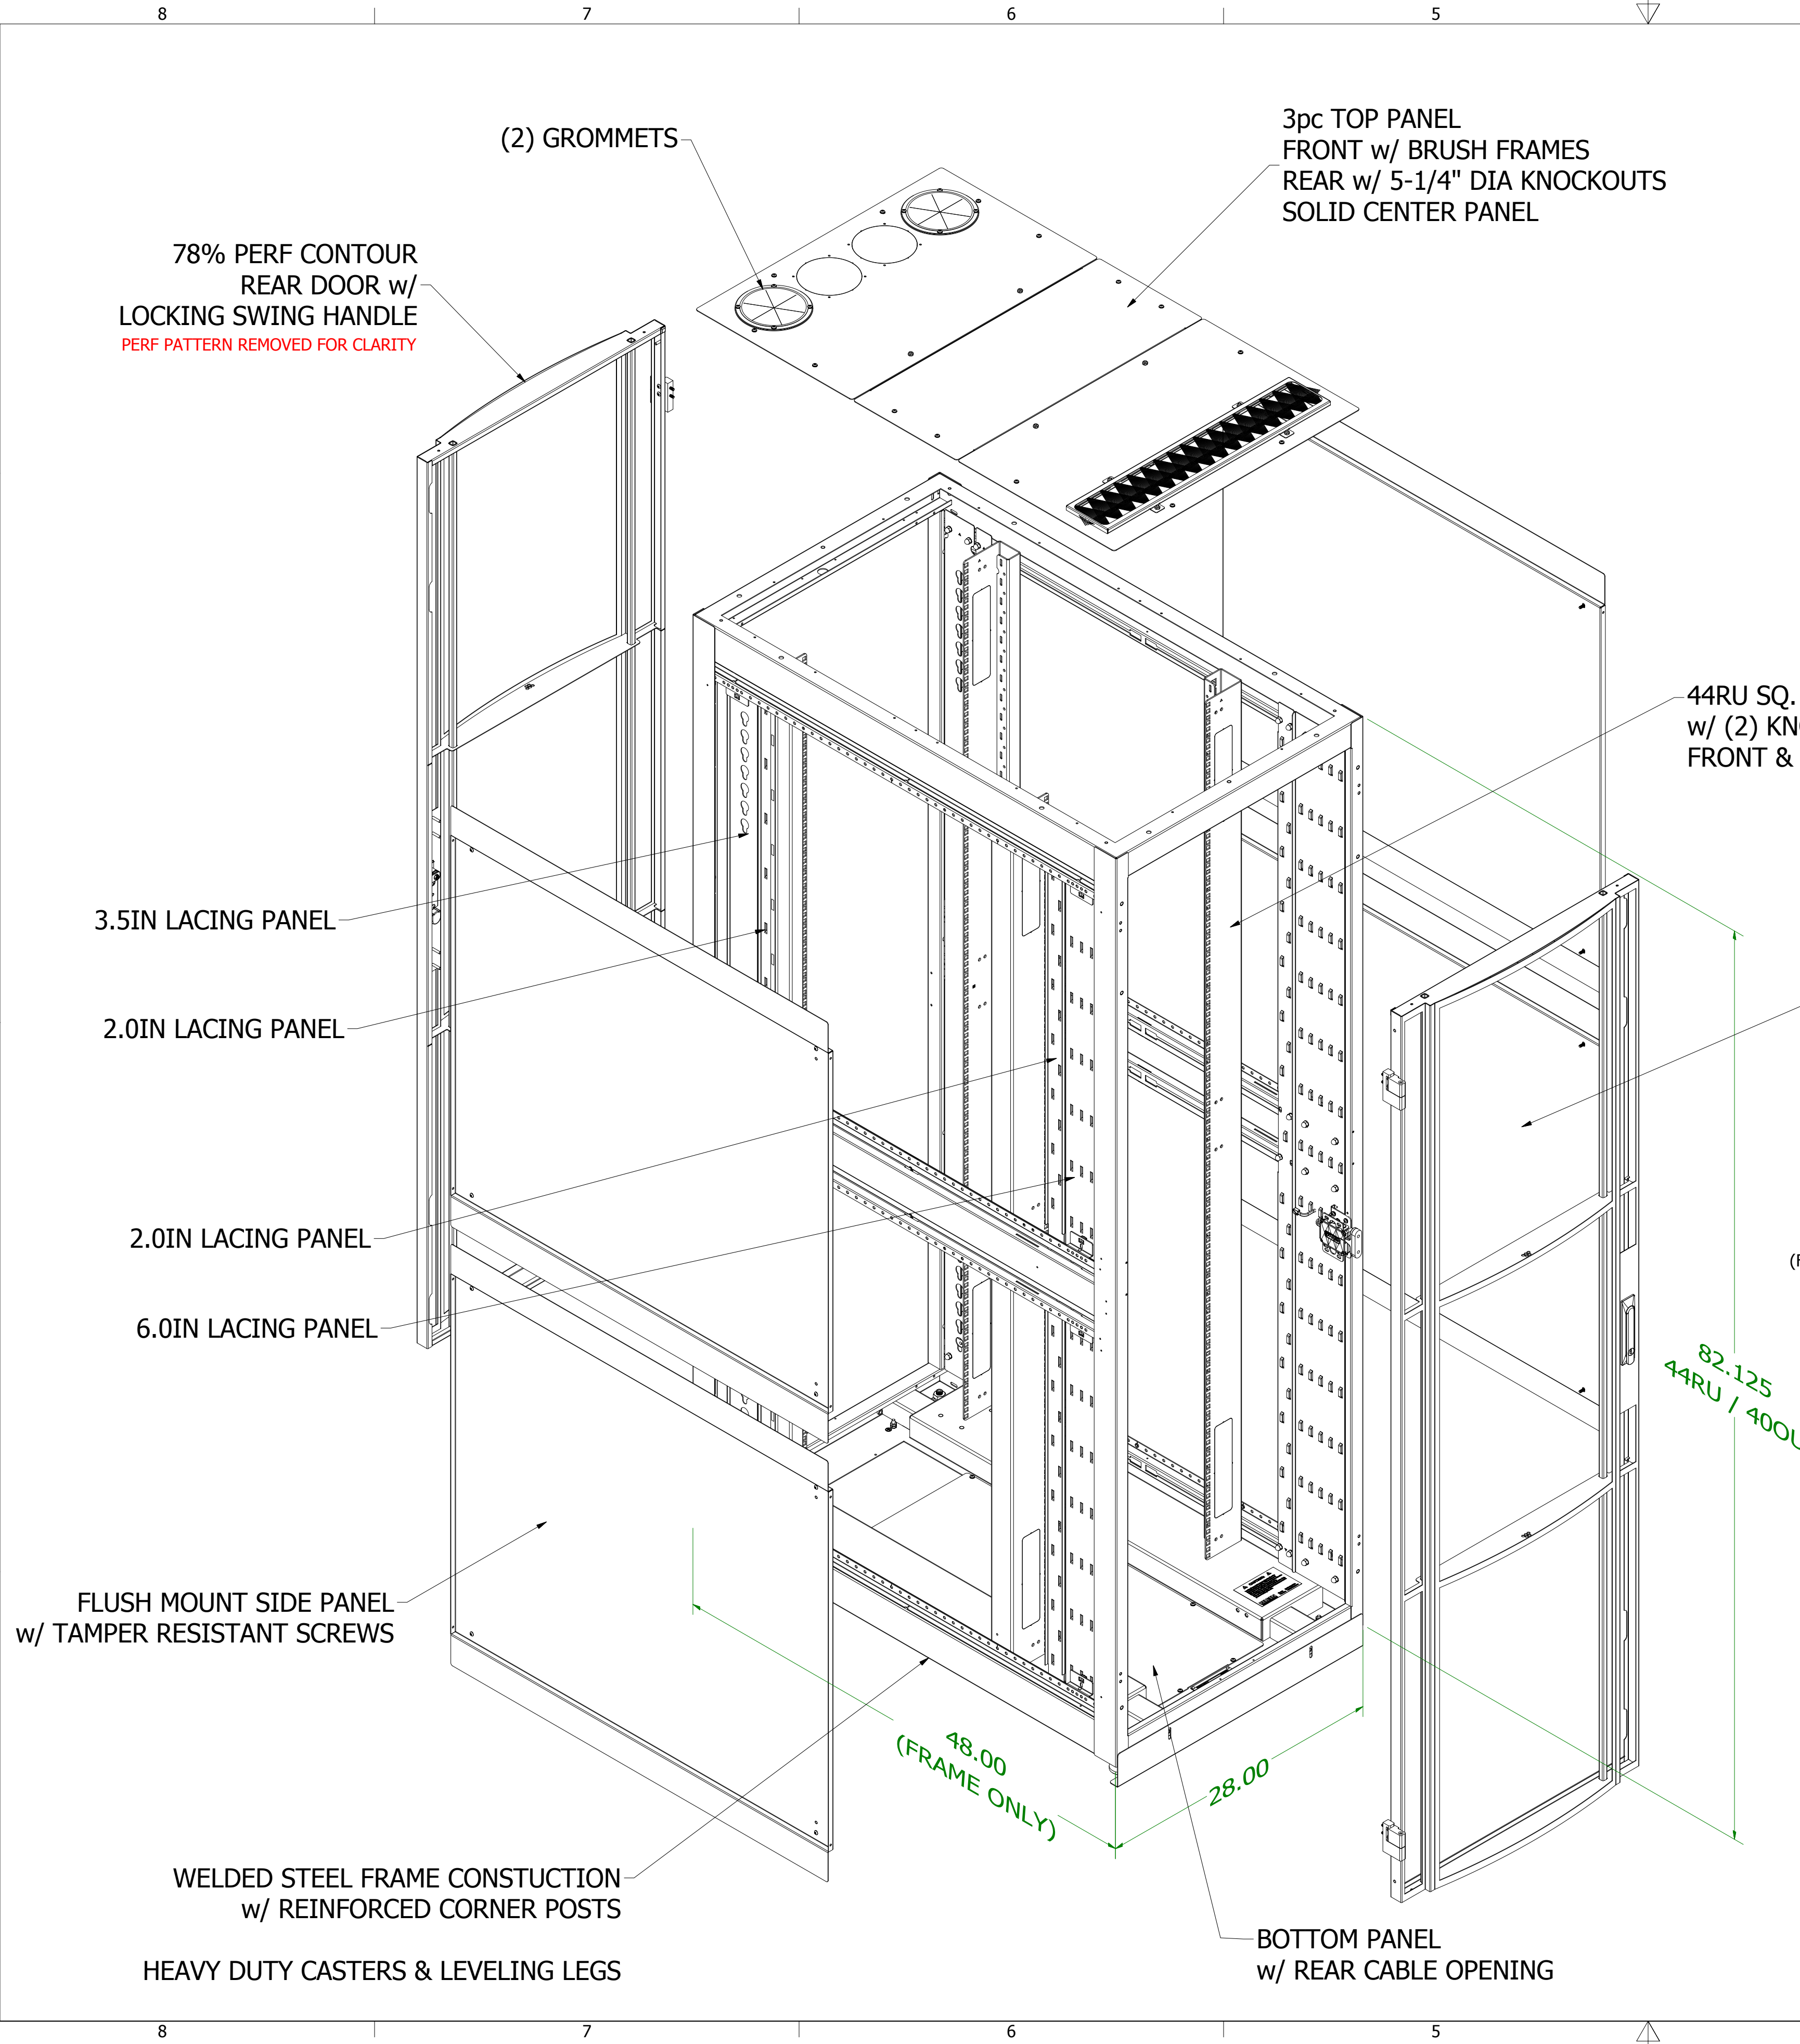 8 7 6 5
(2) GROMMETS
3pc TOP PANEL
FRONT w/ BRUSH FRAMES
REAR w/ 5-1/4" DIA KNOCKOUTS
SOLID CENTER PANEL
78% PERF CONTOUR
REAR DOOR w/
LOCKING SWING HANDLE
PERF PATTERN REMOVED FOR CLARITY
44RU SQ.
w/ (2)
FRONT &
3.5IN LACING PANEL
2.0IN LACING PANEL
2.0IN LACING PANEL
6.0IN LACING PANEL
82.125
44RU / 40OU
FLUSH MOUNT SIDE PANEL
w/ TAMPER RESISTANT SCREWS
48.00
(FRAME ONLY)
28.00
WELDED STEEL FRAME CONSTUCTION
w/ REINFORCED CORNER POSTS
HEAVY DUTY CASTERS & LEVELING LEGS
BOTTOM PANEL
w/ REAR CABLE OPENING
8 7 6 5